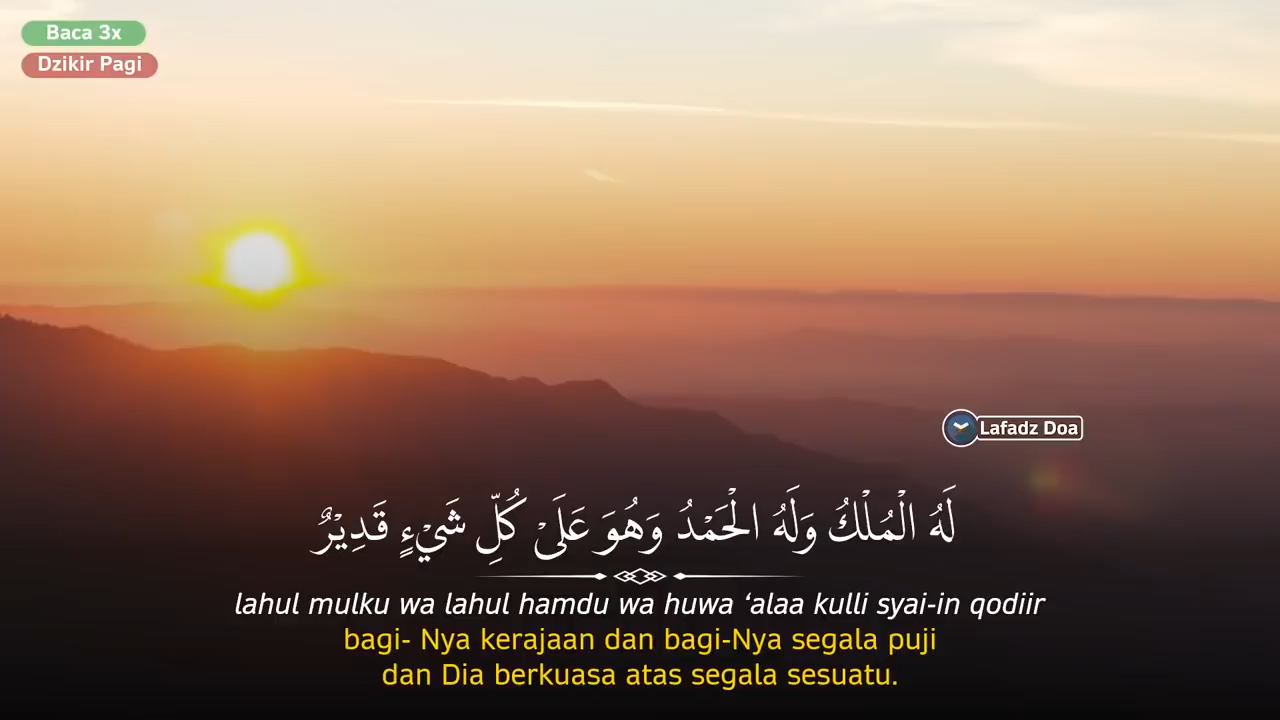 Baca 3x
Dzikir Pagi
Lafadz Doa
لَهُ الْمُلْكُ وَلَهُ الْحَمْدُ وَهُوَ عَلَىٰ كُلِّ شَيْءٍ قَدِيْرٌ
lahul mulku wa lahul hamdu wa huwa ‘alaa kulli syai-in qodiir
bagi- Nya kerajaan dan bagi-Nya segala puji
dan Dia berkuasa atas segala sesuatu.